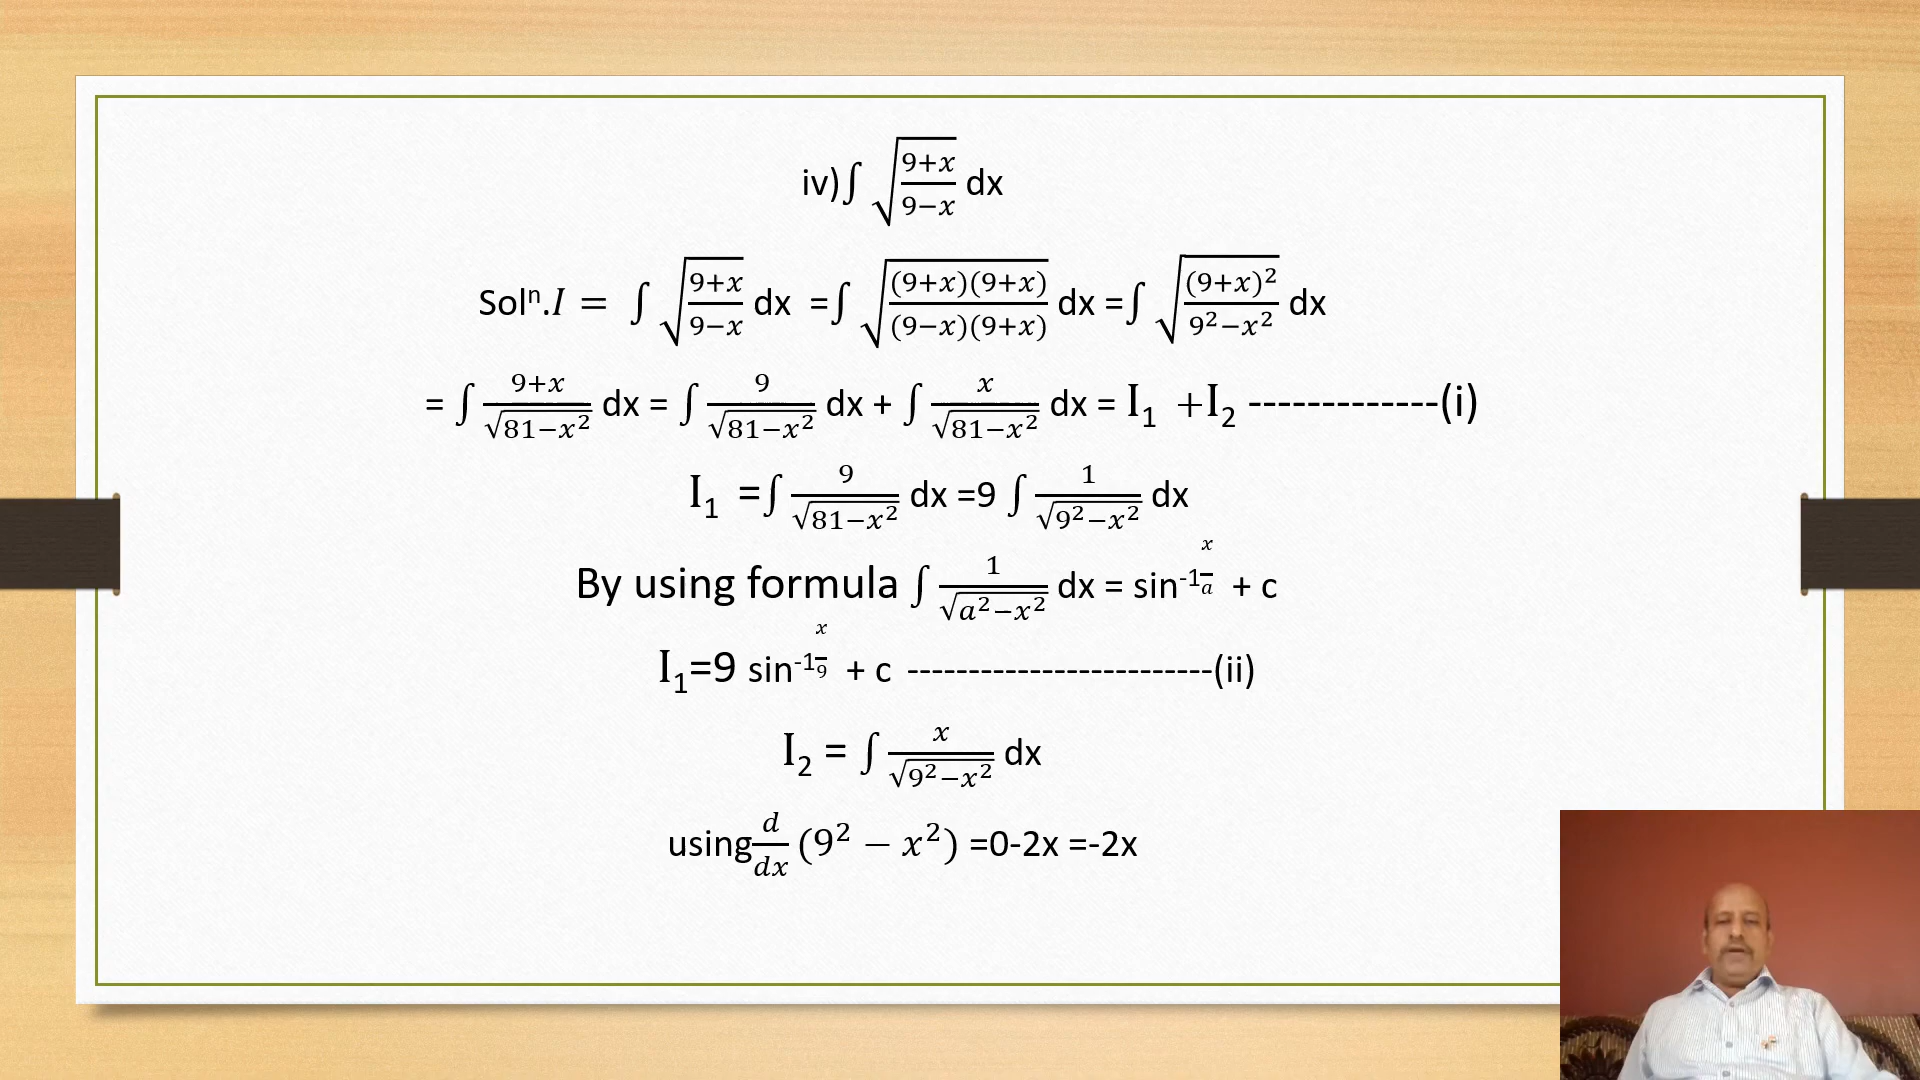 iv)∫ √((9+x)/(9−x)) dx
Solⁿ.I = ∫ √((9+x)/(9−x)) dx =∫ √((9+x)(9+x)/((9−x)(9+x))) dx =∫ √((9+x)²/(9²−x²)) dx
= ∫ (9+x)/√(81−x²) dx = ∫ 9/√(81−x²) dx + ∫ x/√(81−x²) dx = I₁ +I₂ -------------(i)
I₁ =∫ 9/√(81−x²) dx =9 ∫ 1/√(9²−x²) dx
By using formula ∫ 1/√(a²−x²) dx = sin⁻¹ x/a + c
I₁=9 sin⁻¹ x/9 + c -------------------------(ii)
I₂ = ∫ x/√(9²−x²) dx
using d/dx (9² − x²) =0-2x =-2x